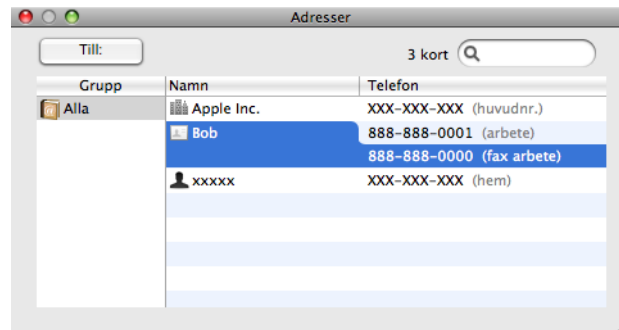 Adresser
Till:
3 kort
Grupp Namn Telefon
Alla Apple Inc. XXX-XXX-XXX (huvudnr.)
Bob 888-888-0001 (arbete)
888-888-0000 (fax arbete)
xxxxx XXX-XXX-XXX (hem)